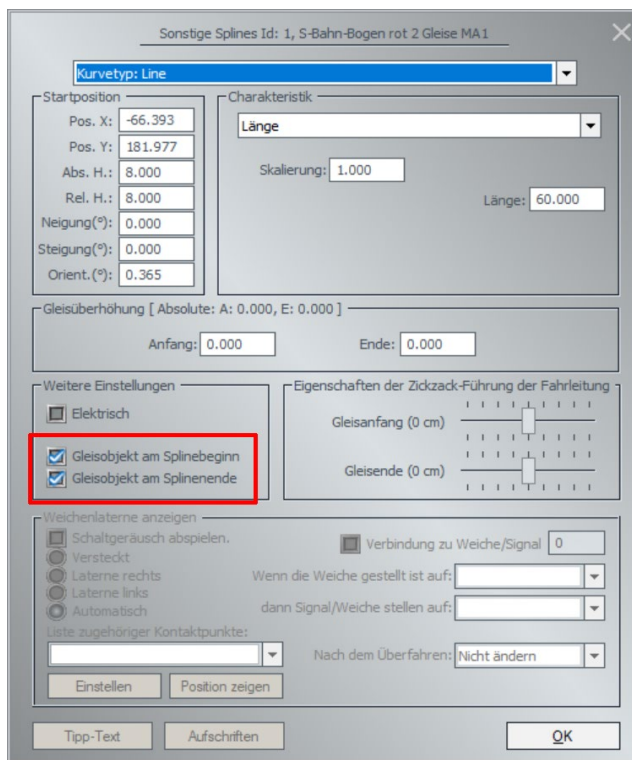 Sonstige Splines Id: 1, S-Bahn-Bogen rot 2 Gleise MA1
Kurvetyp: Line
Startposition
Pos. X: -66.393
Pos. Y: 181.977
Abs. H.: 8.000
Rel. H.: 8.000
Neigung(°): 0.000
Steigung(°): 0.000
Orient.(°): 0.365
Charakteristik
Länge
Skalierung: 1.000
Länge: 60.000
Gleisüberhöhung [ Absolute: A: 0.000, E: 0.000 ]
Anfang: 0.000 Ende: 0.000
Weitere Einstellungen
Elektrisch
Gleisobjekt am Splinebeginn
Gleisobjekt am Splinenende
Eigenschaften der Zickzack-Führung der Fahrleitung
Gleisanfang (0 cm)
Gleisende (0 cm)
Weichenlaterne anzeigen
Schaltgeräusch abspielen.
Versteckt
Laterne rechts
Laterne links
Automatisch
Liste zugehöriger Kontaktpunkte:
Einstellen Position zeigen
Verbindung zu Weiche/Signal 0
Wenn die Weiche gestellt ist auf:
dann Signal/Weiche stellen auf:
Nach dem Überfahren: Nicht ändern
Tipp-Text Aufschriften OK